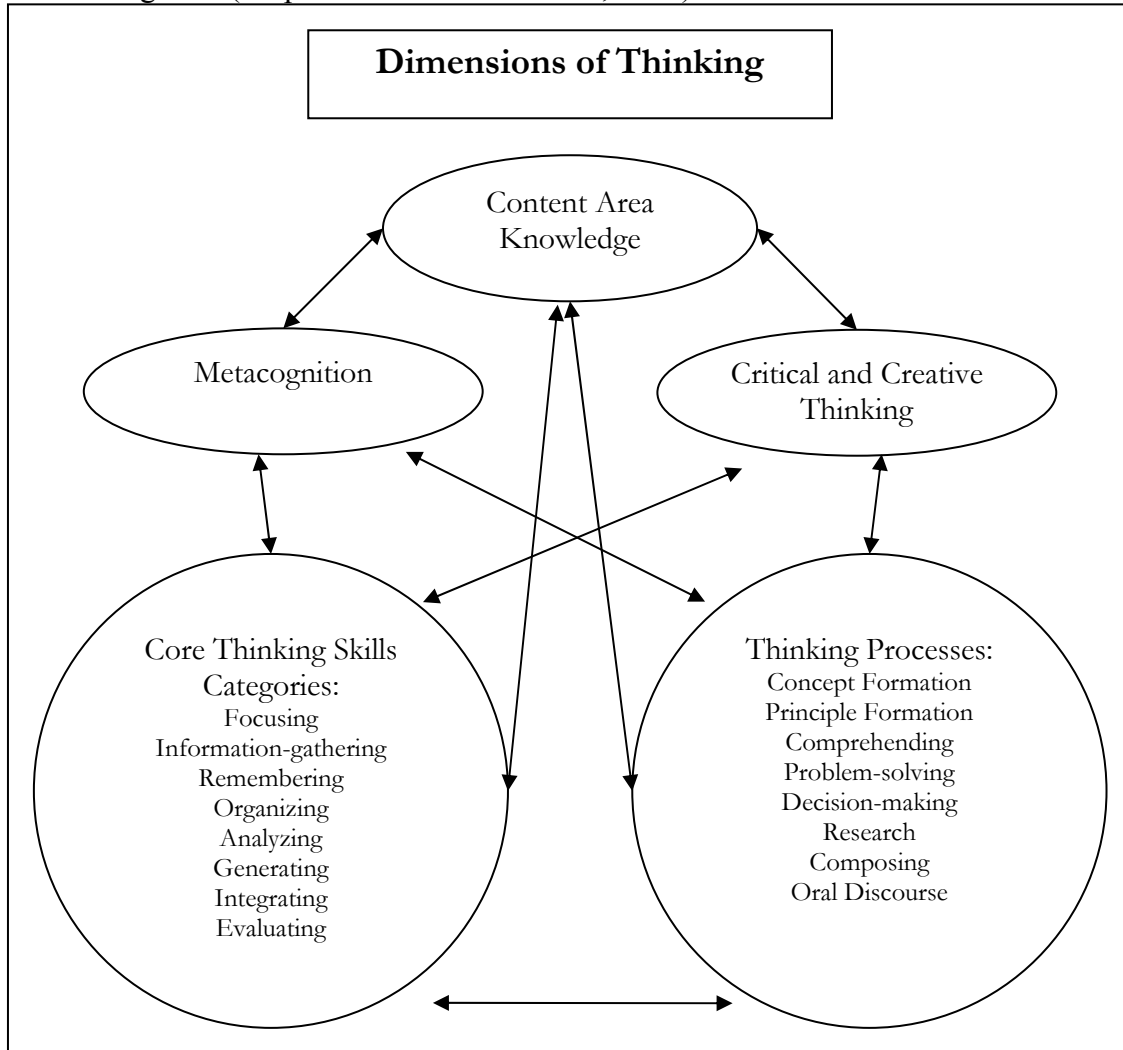 Dimensions of Thinking
Content Area
Knowledge
Metacognition
Critical and Creative
Thinking
Core Thinking Skills
Categories:
Focusing
Information-gathering
Remembering
Organizing
Analyzing
Generating
Integrating
Evaluating
Thinking Processes:
Concept Formation
Principle Formation
Comprehending
Problem-solving
Decision-making
Research
Composing
Oral Discourse